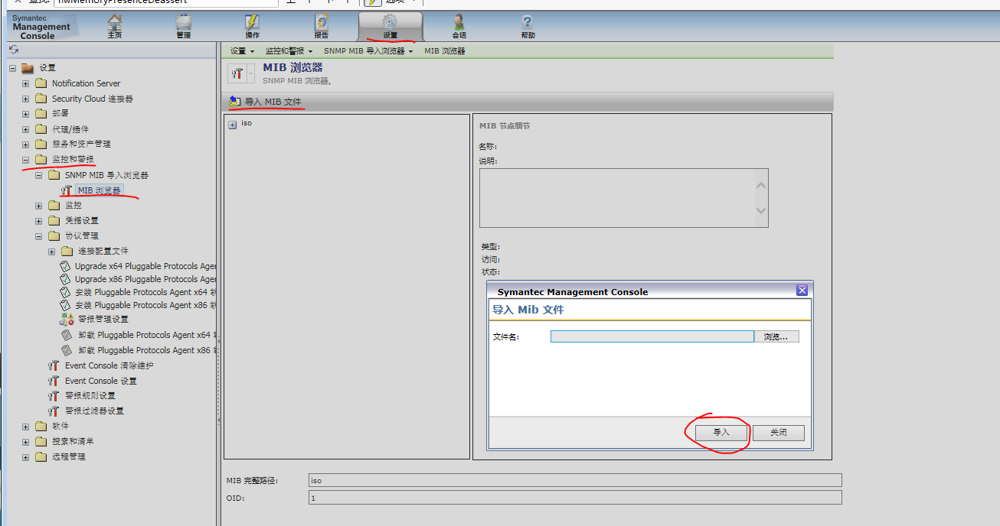 查找: hwMemoryPresenceDeassert
选项
Symantec
Management
Console
主页
管理
操作
报告
设置
会话
帮助
设置 监控和警报 SNMP MIB 导入浏览器 MIB 浏览器
MIB 浏览器
SNMP MIB 浏览器。
导入 MIB 文件
设置
Notification Server
Security Cloud 连接器
部署
代理/插件
服务和资产管理
监控和警报
SNMP MIB 导入浏览器
MIB 浏览器
监控
凭据设置
协议管理
连接配置文件
Upgrade x64 Pluggable Protocols Agen
Upgrade x86 Pluggable Protocols Agen
安装 Pluggable Protocols Agent x64 软
安装 Pluggable Protocols Agent x86 软
警报管理设置
卸载 Pluggable Protocols Agent x64
卸载 Pluggable Protocols Agent x86
Event Console 清除维护
Event Console 设置
警报规则设置
警报过滤器设置
软件
搜索和清单
远程管理
iso
MIB 节点细节
名称:
说明:
类型:
访问:
状态:
Symantec Management Console
导入 Mib 文件
文件名:
浏览...
导入
关闭
MIB 完整路径:
iso
OID:
1